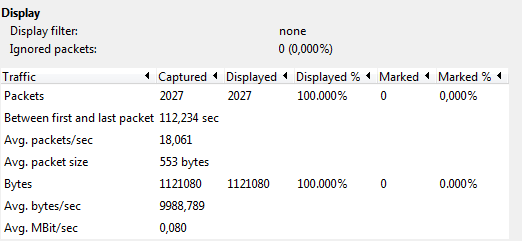 Display
Display filter: none
Ignored packets: 0 (0,000%)
Traffic Captured Displayed Displayed % Marked Marked %
Packets 2027 2027 100.000% 0 0,000%
Between first and last packet 112,234 sec
Avg. packets/sec 18,061
Avg. packet size 553 bytes
Bytes 1121080 1121080 100.000% 0 0.000%
Avg. bytes/sec 9988,789
Avg. MBit/sec 0,080